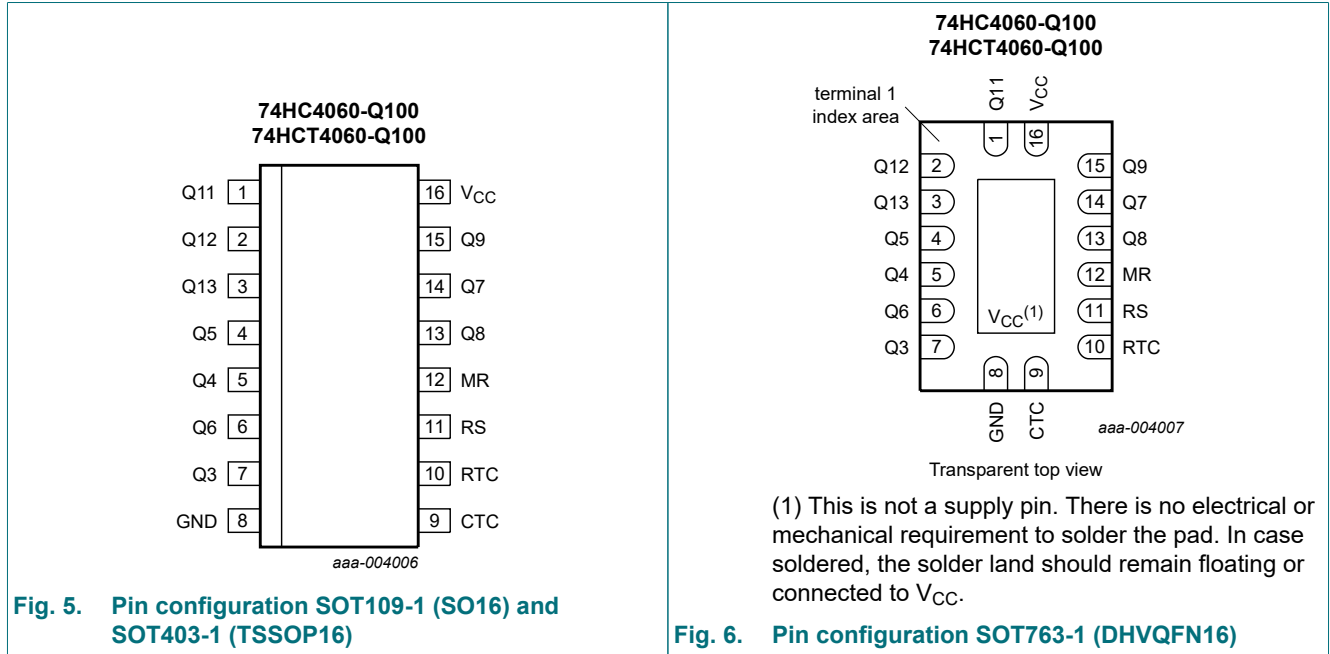 74HC4060-Q100
74HCT4060-Q100
Q11 1
Q12 2
Q13 3
Q5 4
Q4 5
Q6 6
Q3 7
GND 8
16 VCC
15 Q9
14 Q7
13 Q8
12 MR
11 RS
10 RTC
9 CTC
aaa-004006
Fig. 5. Pin configuration SOT109-1 (SO16) and
SOT403-1 (TSSOP16)
74HC4060-Q100
74HCT4060-Q100
terminal 1
index area
Q11
VCC
1
16
Q12 2
Q13 3
Q5 4
Q4 5
Q6 6
Q3 7
15 Q9
14 Q7
13 Q8
12 MR
11 RS
10 RTC
VCC(1)
8
9
GND
CTC
aaa-004007
Transparent top view
(1) This is not a supply pin. There is no electrical or
mechanical requirement to solder the pad. In case
soldered, the solder land should remain floating or
connected to VCC.
Fig. 6. Pin configuration SOT763-1 (DHVQFN16)